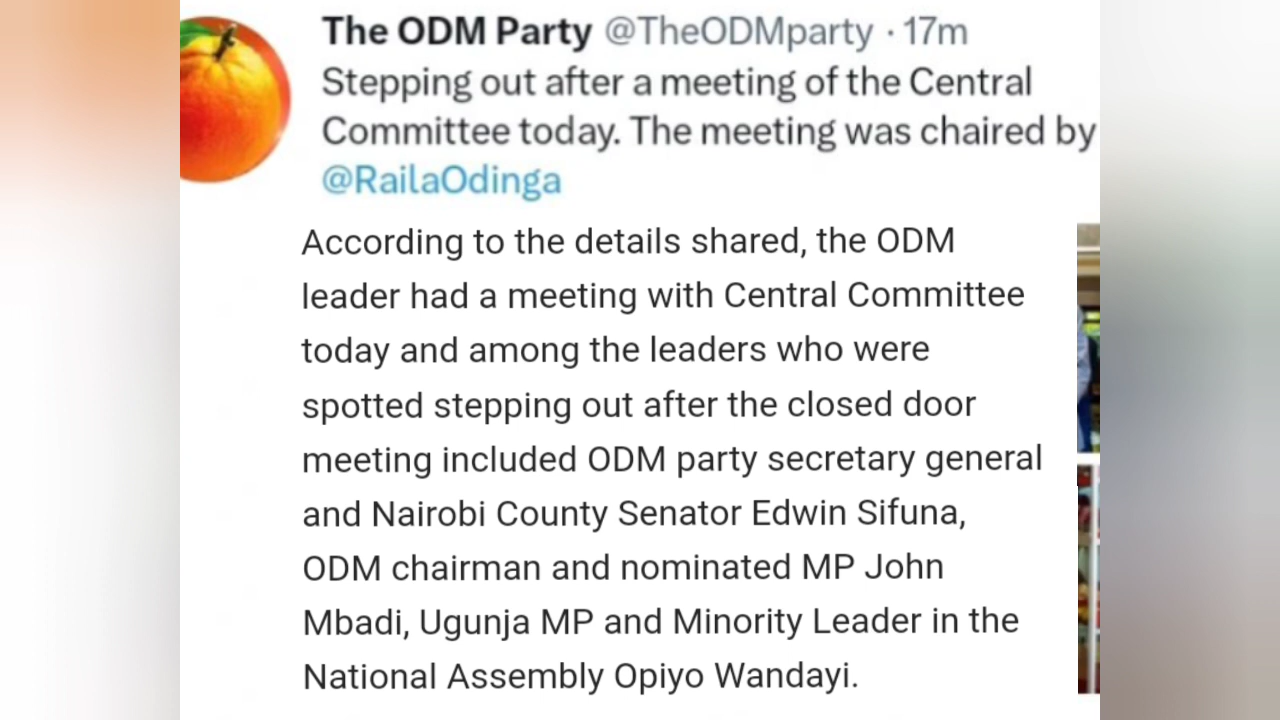 The ODM Party @TheODMparty · 17m
Stepping out after a meeting of the Central
Committee today. The meeting was chaired by
@RailaOdinga
According to the details shared, the ODM
leader had a meeting with Central Committee
today and among the leaders who were
spotted stepping out after the closed door
meeting included ODM party secretary general
and Nairobi County Senator Edwin Sifuna,
ODM chairman and nominated MP John
Mbadi, Ugunja MP and Minority Leader in the
National Assembly Opiyo Wandayi.